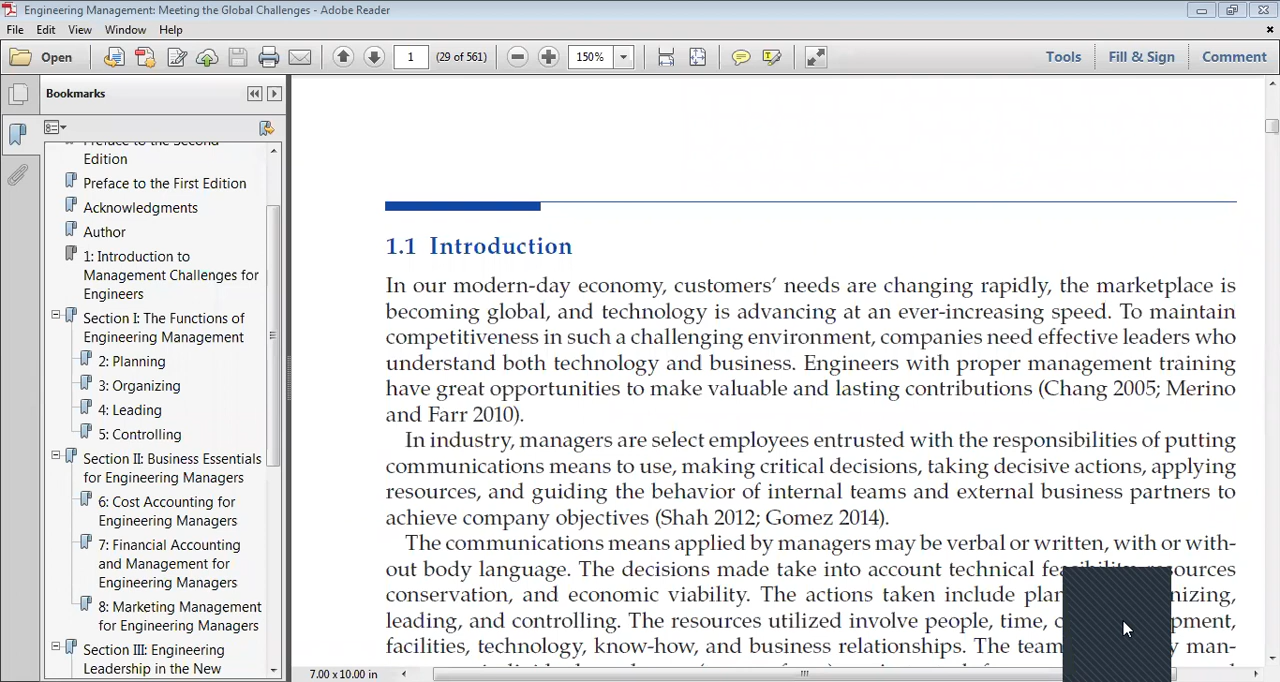 Engineering Management: Meeting the Global Challenges - Adobe Reader
File Edit View Window Help
Open 1 (29 of 561) 150% Tools Fill & Sign Comment
Bookmarks
Preface to the Second
Edition
Preface to the First Edition
Acknowledgments
Author
1: Introduction to
Management Challenges for
Engineers
Section I: The Functions of
Engineering Management
2: Planning
3: Organizing
4: Leading
5: Controlling
Section II: Business Essentials
for Engineering Managers
6: Cost Accounting for
Engineering Managers
7: Financial Accounting
and Management for
Engineering Managers
8: Marketing Management
for Engineering Managers
Section III: Engineering
Leadership in the New
1.1 Introduction
In our modern-day economy, customers' needs are changing rapidly, the marketplace is
becoming global, and technology is advancing at an ever-increasing speed. To maintain
competitiveness in such a challenging environment, companies need effective leaders who
understand both technology and business. Engineers with proper management training
have great opportunities to make valuable and lasting contributions (Chang 2005; Merino
and Farr 2010).
In industry, managers are select employees entrusted with the responsibilities of putting
communications means to use, making critical decisions, taking decisive actions, applying
resources, and guiding the behavior of internal teams and external business partners to
achieve company objectives (Shah 2012; Gomez 2014).
The communications means applied by managers may be verbal or written, with or with-
out body language. The decisions made take into account technical
conservation, and economic viability. The actions taken include
leading, and controlling. The resources utilized involve people, time,
facilities, technology, know-how, and business relationships. The man-
7.00 x 10.00 in